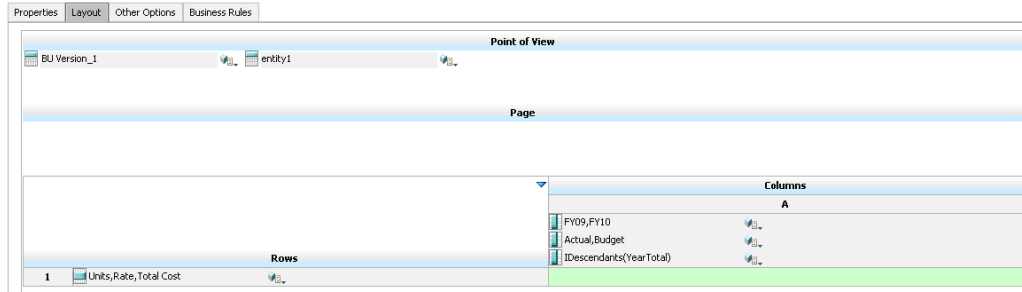 Properties Layout Other Options Business Rules
Point of View
BU Version_1 entity1
Page
Columns
A
FY09,FY10
Actual,Budget
Rows IDescendants(YearTotal)
1 Units,Rate,Total Cost